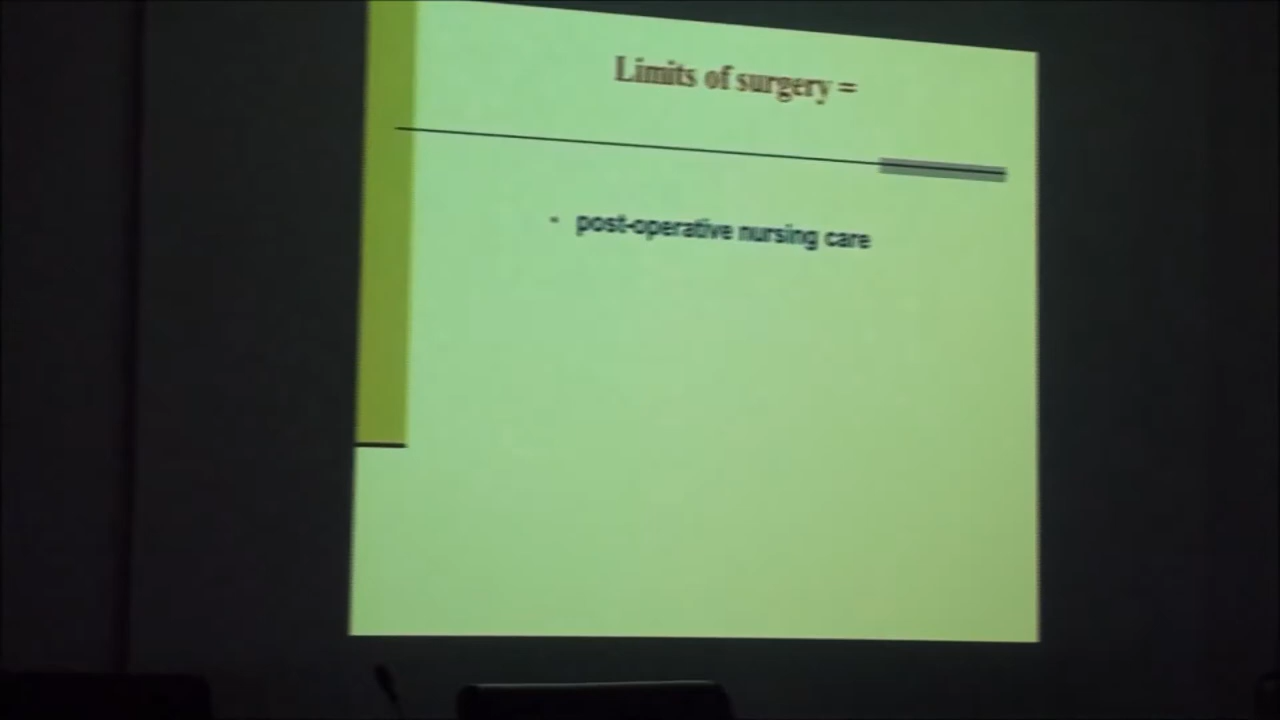 Limits of surgery =
- post-operative nursing care